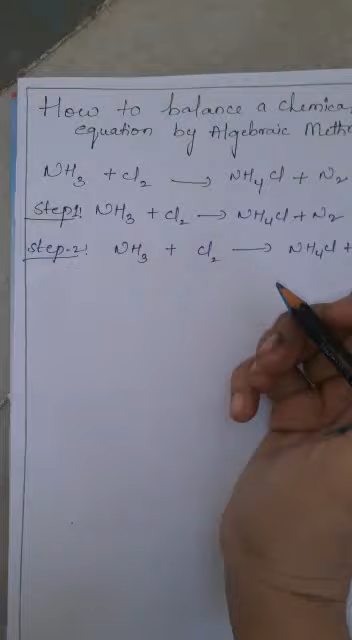 How to balance a chemica
equation by Algebraic Metho
NH3 + Cl2 → NH4Cl + N2
Step1: NH3 + Cl2 → NH4Cl + N2
Step-2: NH3 + Cl2 → NH4Cl +